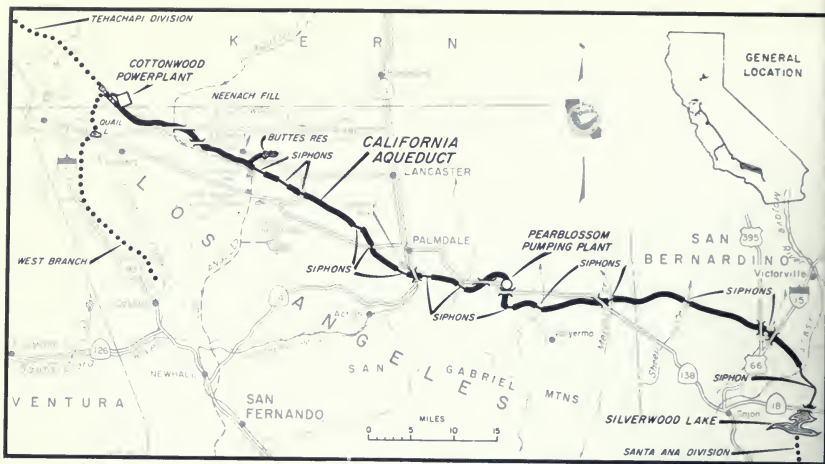 TEHACHAPI DIVISION
K E R N
COTTONWOOD
POWERPLANT
GENERAL
LOCATION
NEENACH FILL
QUAIL
L
BUTTES RES
SIPHONS
CALIFORNIA
AQUEDUCT
LANCASTER
LOS
ANGELES
WEST BRANCH
PALMDALE
PEARBLOSSOM
PUMPING PLANT
SIPHONS
SIPHONS
SIPHONS
SIPHONS
SAN
BERNARDINO
395
Victorville
15
66
126
NEWHALL
SAN
FERNANDO
VENTURA
SAN GABRIEL MTNS
138
SIPHON
18
SILVERWOOD LAKE
SANTA ANA DIVISION
MILES
0 5 10 15